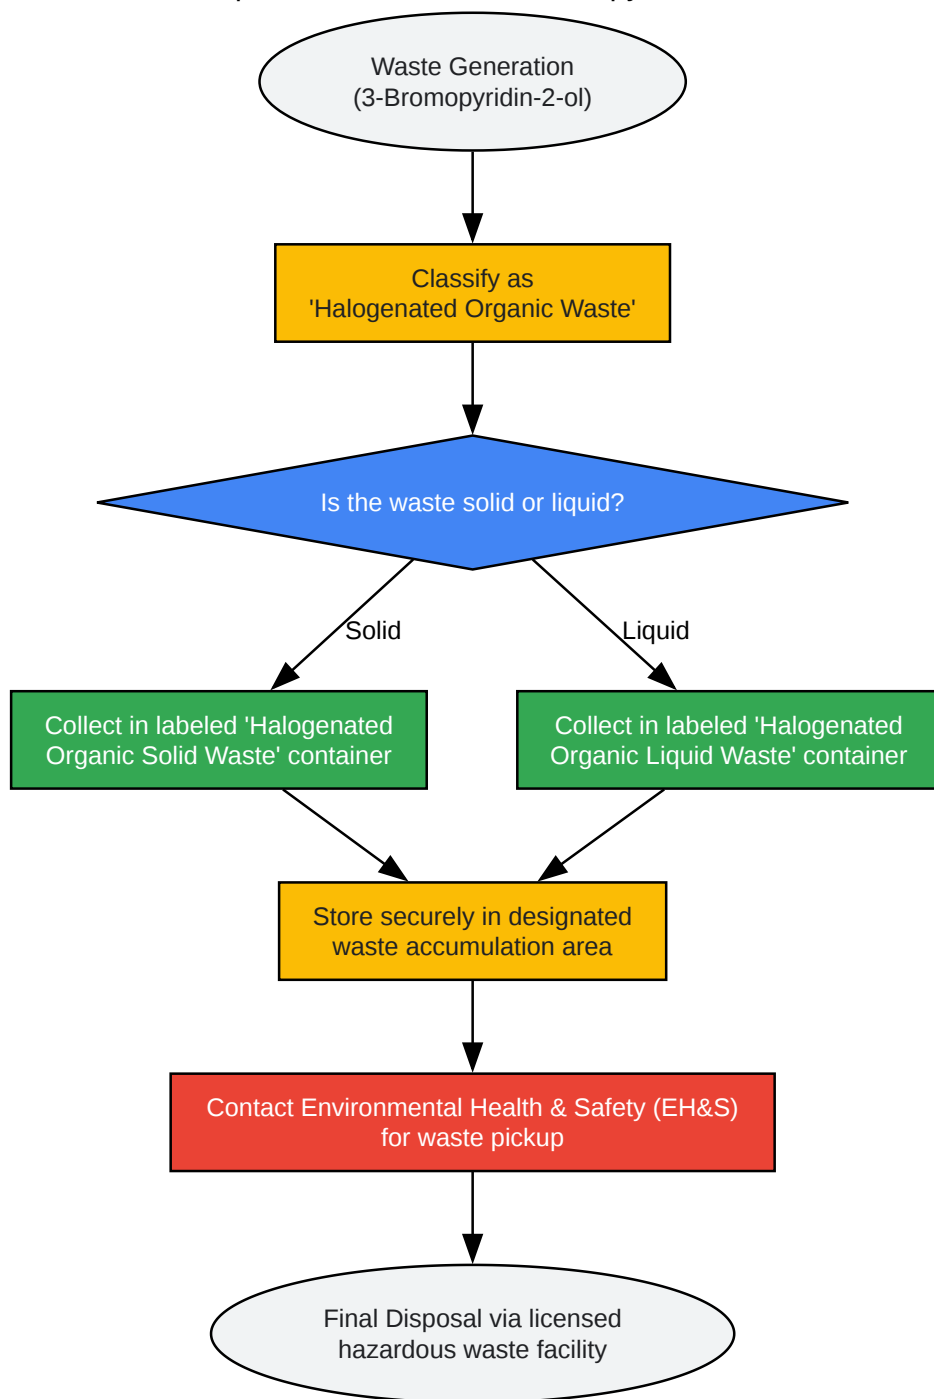 Waste Generation
(3-Bromopyridin-2-ol)
Classify as
'Halogenated Organic Waste'
Is the waste solid or liquid?
Solid
Liquid
Collect in labeled 'Halogenated
Organic Solid Waste' container
Collect in labeled 'Halogenated
Organic Liquid Waste' container
Store securely in designated
waste accumulation area
Contact Environmental Health & Safety (EH&S)
for waste pickup
Final Disposal via licensed
hazardous waste facility